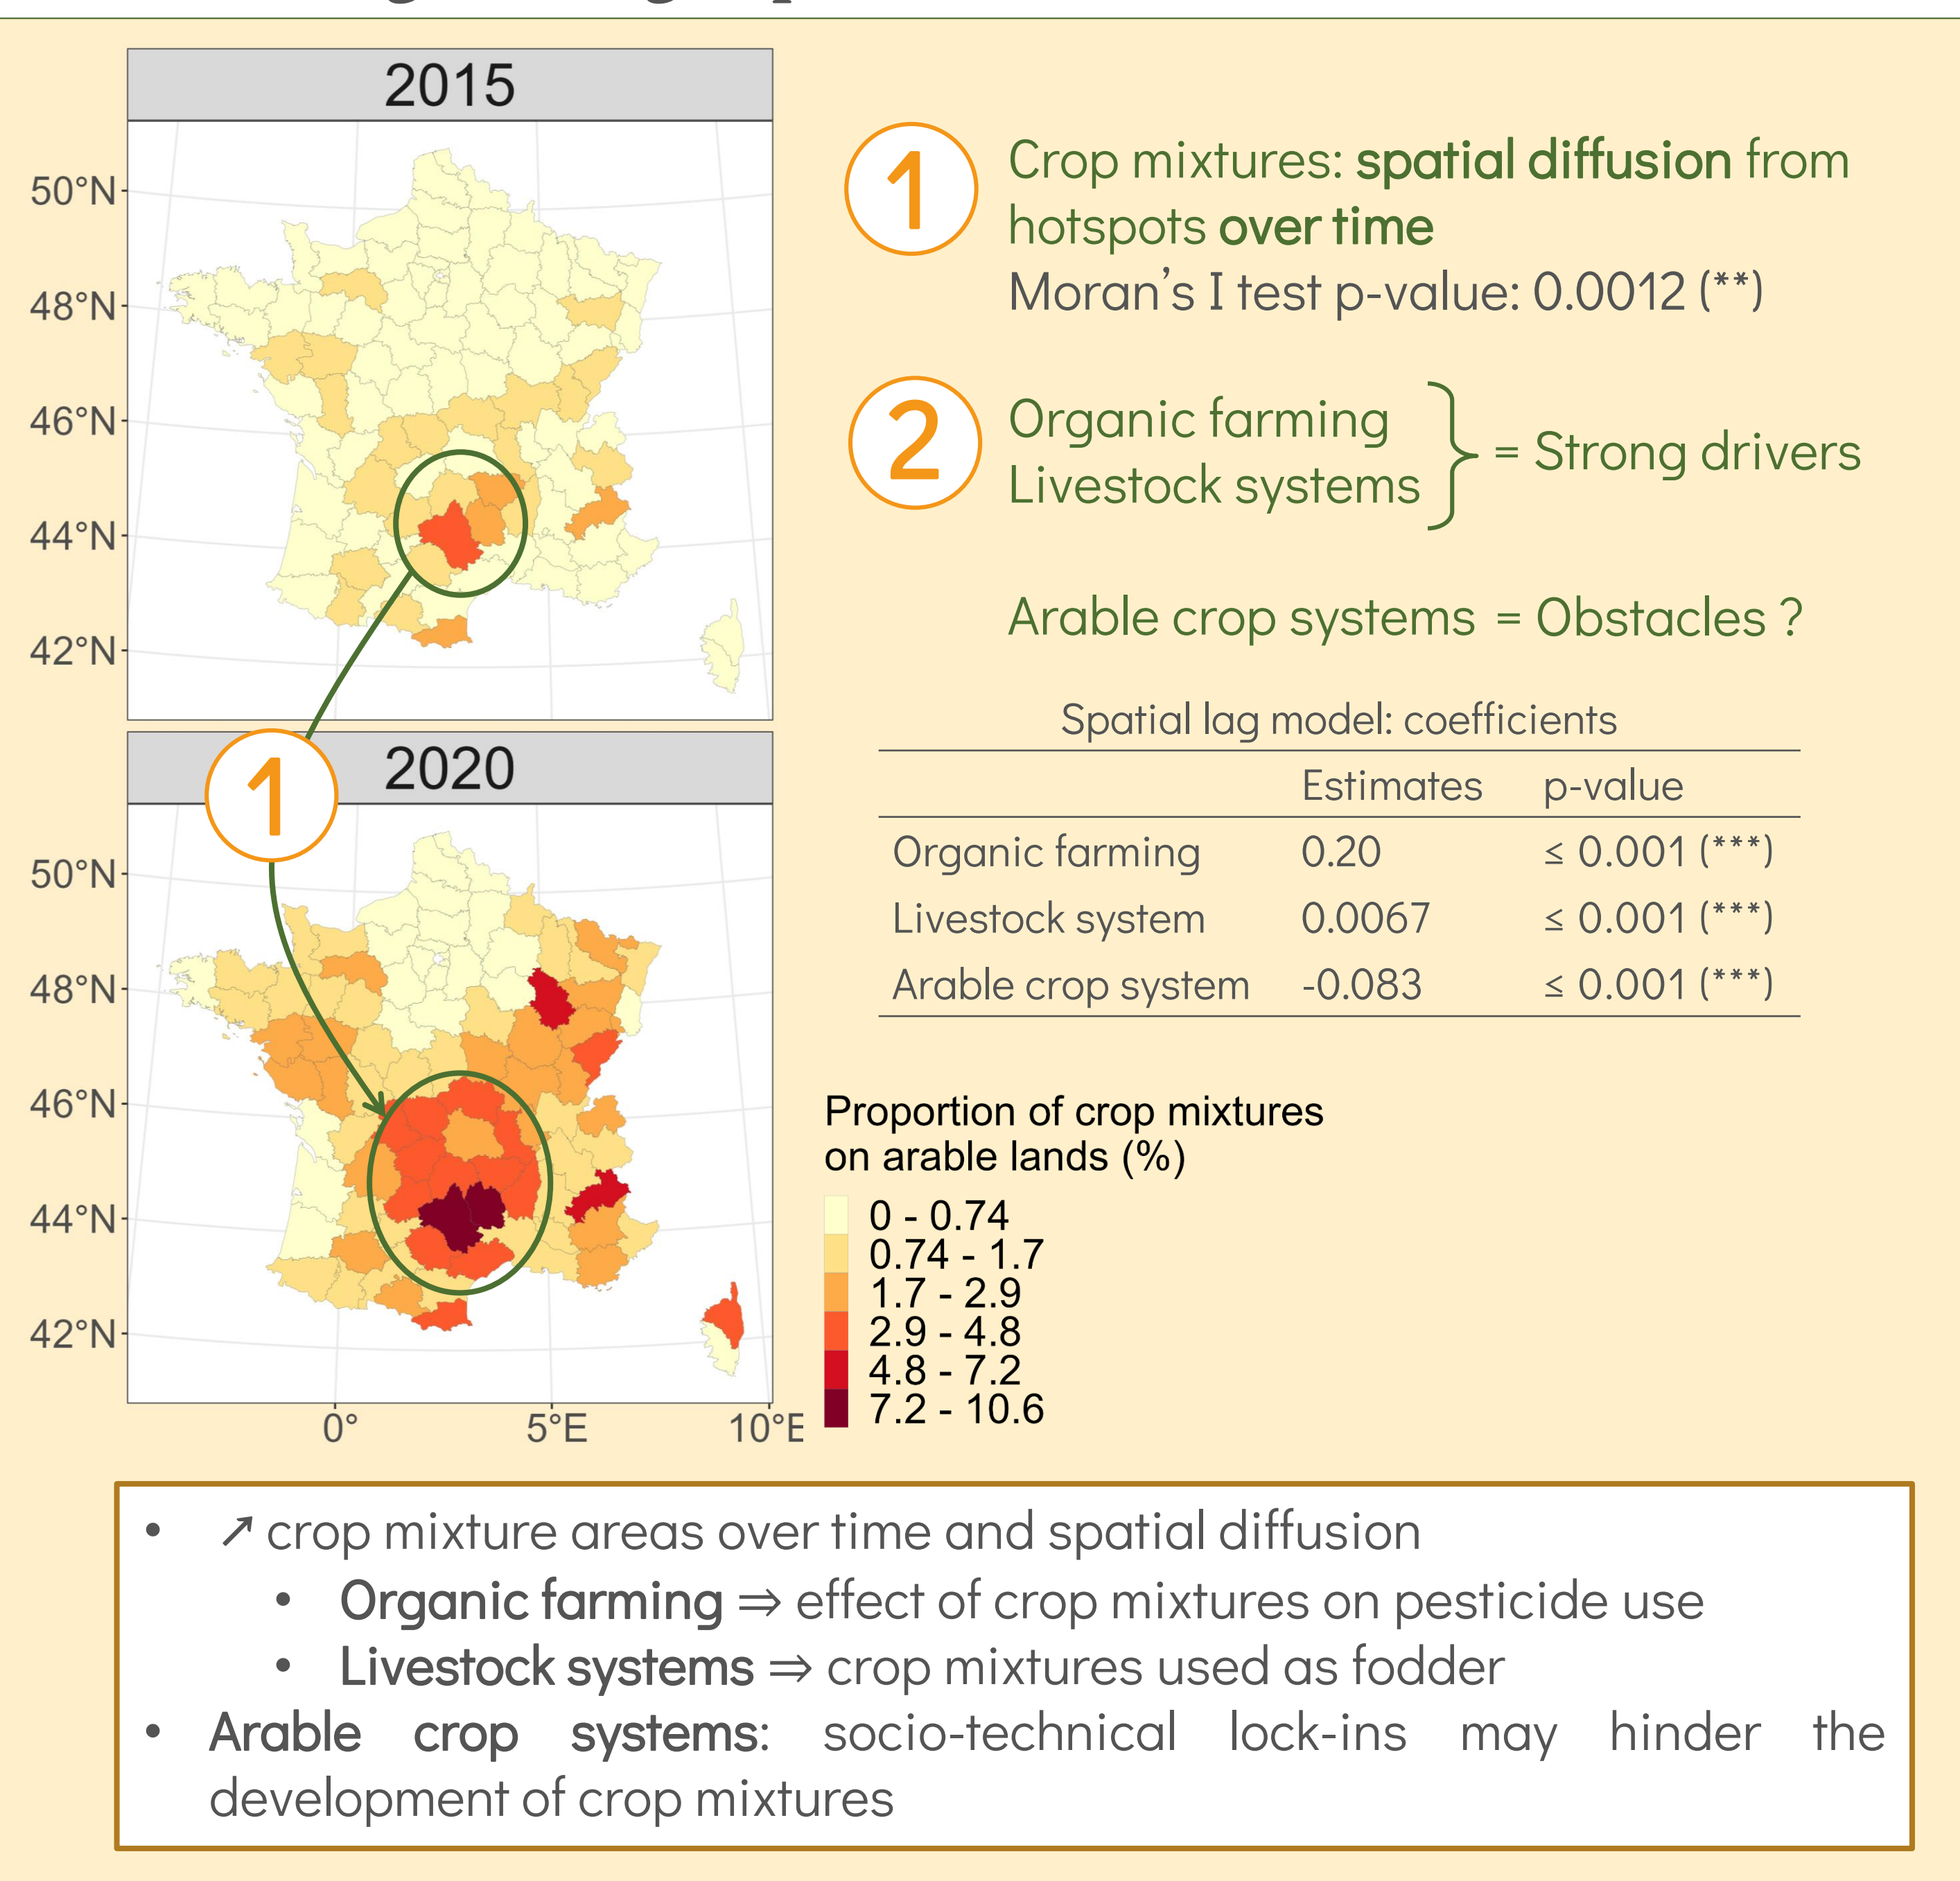 2015
50°N
48°N
46°N
44°N
42°N
1
2020
50°N
48°N
46°N
44°N
42°N
0°
5°E
10°E
1
Crop mixtures: spatial diffusion from
hotspots over time
Moran's I test p-value: 0.0012 (**)
2
Organic farming
Livestock systems
= Strong drivers
Arable crop systems = Obstacles ?
Spatial lag model: coefficients
Estimates p-value
Organic farming 0.20 ≤ 0.001 (***)
Livestock system 0.0067 ≤ 0.001 (***)
Arable crop system -0.083 ≤ 0.001 (***)
Proportion of crop mixtures
on arable lands (%)
0 - 0.74
0.74 - 1.7
1.7 - 2.9
2.9 - 4.8
4.8 - 7.2
7.2 - 10.6
• ↗ crop mixture areas over time and spatial diffusion
• Organic farming ⇒ effect of crop mixtures on pesticide use
• Livestock systems ⇒ crop mixtures used as fodder
• Arable crop systems: socio-technical lock-ins may hinder the
development of crop mixtures